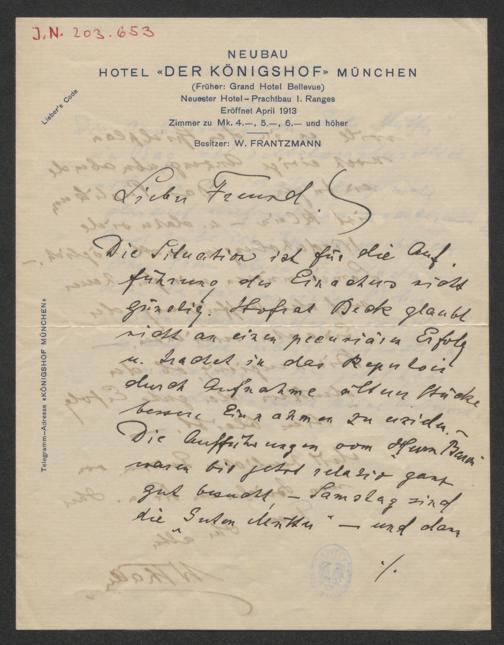 J.N. 203.653
Lieber's Code
NEUBAU
HOTEL «DER KÖNIGSHOF» MÜNCHEN
(Früher: Grand Hotel Bellevue)
Neuester Hotel-Prachtbau I. Ranges
Eröffnet April 1913
Zimmer zu Mk. 4.—, 5.—, 6.— und höher
Besitzer: W. FRANTZMANN
Telegramm-Adresse «KÖNIGSHOF MÜNCHEN»
Lieber Freund!
Die Situation ist für die Auf-
führung des Einakters nicht
günstig. Hofrat Beck glaubt
nicht an einen pecuniären Erfolg
u. trachtet in das Repertoir
durch Aufnahme älterer Stücke
bessere Einnahmen zu erzielen. —
Die Aufführungen vom Herrn
waren bis jetzt relativ ganz
gut besucht, — Samstag sind
die „Guten — und dann
./.